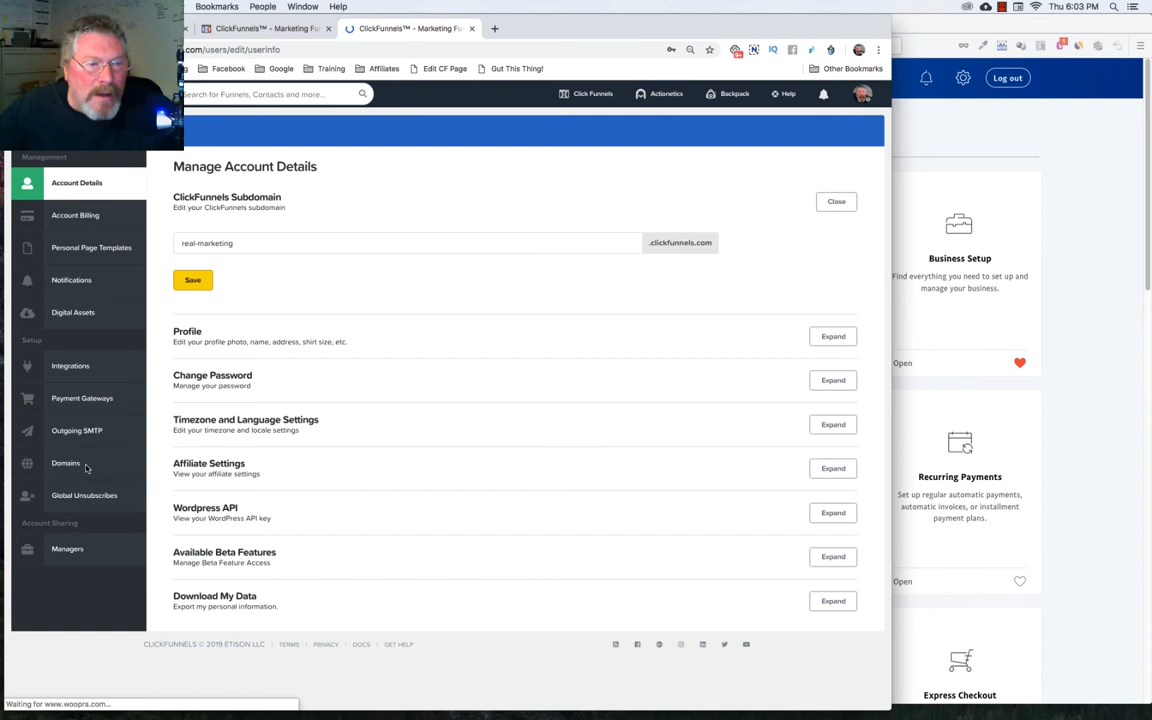 Bookmarks People Window Help
Thu 6:03 PM
ClickFunnels™ - Marketing Fu
ClickFunnels™ - Marketing Fu
.com/users/edit/userinfo
Facebook Google Training Affiliates Edit CF Page Gut This Thing! Other Bookmarks
Search for Funnels, Contacts and more...
Click Funnels Actionetics Backpack Help
Log out
Management
Account Details
Account Billing
Personal Page Templates
Notifications
Digital Assets
Setup
Integrations
Payment Gateways
Outgoing SMTP
Domains
Global Unsubscribes
Account Sharing
Managers
Manage Account Details
ClickFunnels Subdomain
Edit your ClickFunnels subdomain
Close
real-marketing
.clickfunnels.com
Save
Profile
Edit your profile photo, name, address, shirt size, etc.
Expand
Change Password
Manage your password
Expand
Timezone and Language Settings
Edit your timezone and locale settings
Expand
Affiliate Settings
View your affiliate settings
Expand
Wordpress API
View your WordPress API key
Expand
Available Beta Features
Manage Beta Feature Access
Expand
Download My Data
Export my personal information.
Expand
CLICKFUNNELS © 2019 ETISON LLC | TERMS | PRIVACY | DOCS | GET HELP
Waiting for www.woopra.com...
Business Setup
Find everything you need to set up and
manage your business.
Open
Recurring Payments
Set up regular automatic payments,
automatic invoices, or installment
payment plans.
Open
Express Checkout